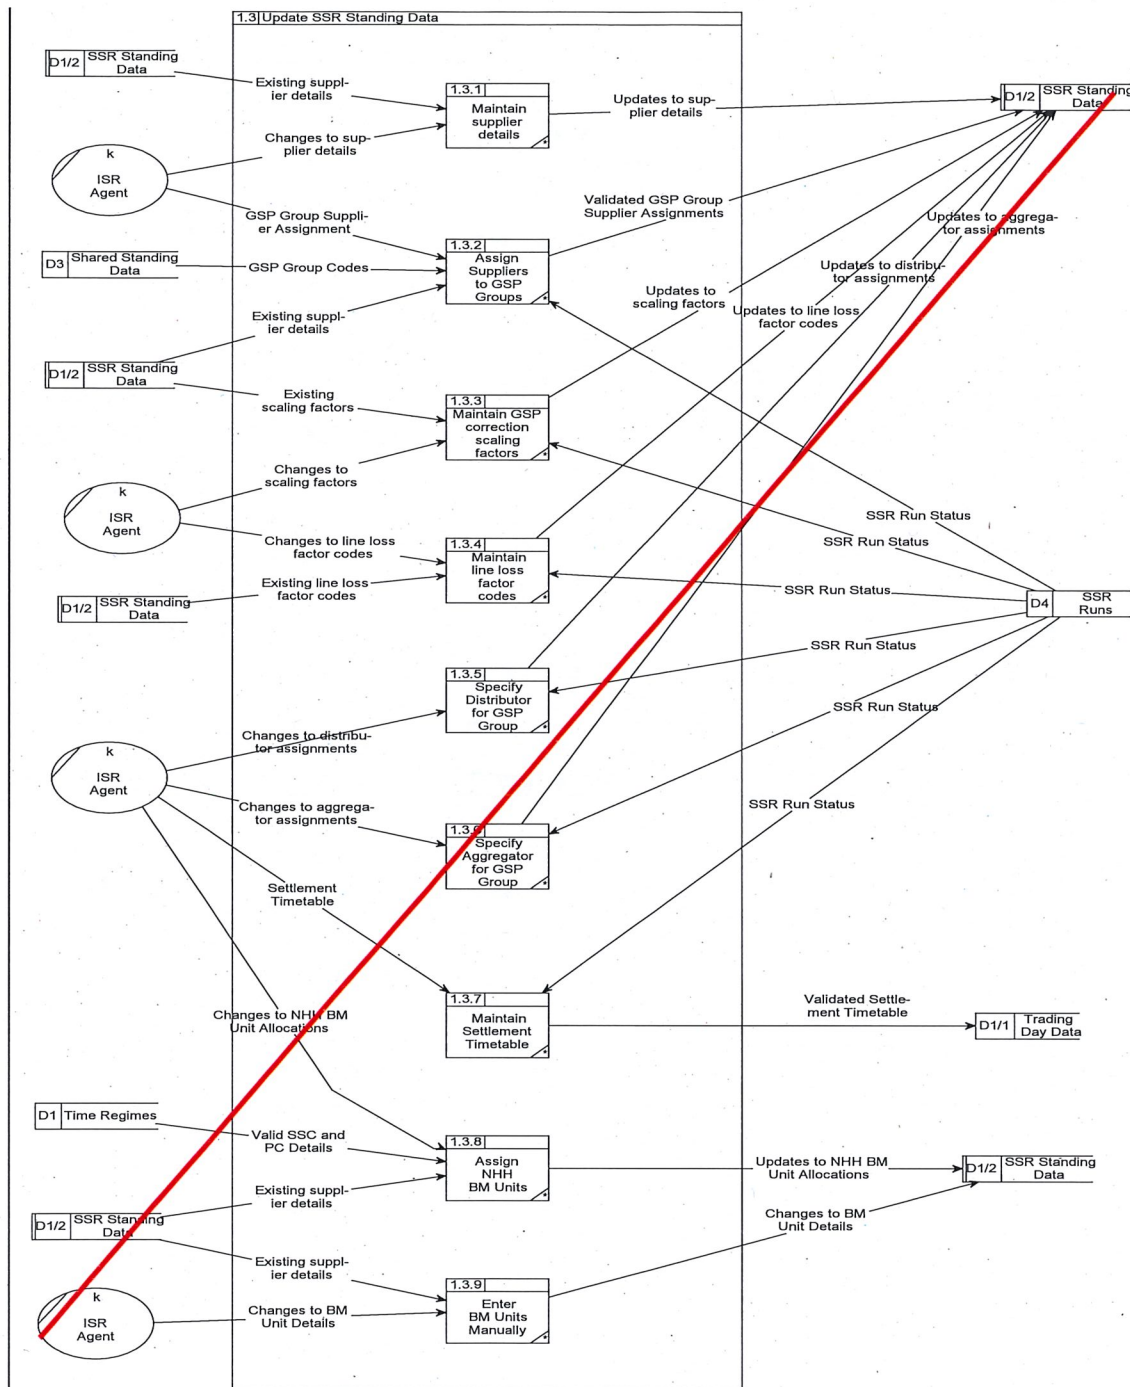 1.3 Update SSR Standing Data
D1/2 SSR Standing
Data
Existing suppl-
ier details
1.3.1
Maintain
supplier
details
Updates to sup-
plier details
D1/2 SSR Standing
Data
k
ISR
Agent
Changes to sup-
plier details
GSP Group Suppli-
er Assignment
Validated GSP Group
Supplier Assignments
Updates to aggrega-
tor assignments
D3 Shared Standing
Data
GSP Group Codes
1.3.2
Assign
Suppliers
to GSP
Groups
Updates to distribu-
tor assignments
Updates to
scaling factors
Updates to line loss
factor codes
Existing suppl-
ier details
D1/2 SSR Standing
Data
Existing
scaling factors
1.3.3
Maintain GSP
correction
scaling
factors
Changes to
scaling factors
k
ISR
Agent
SSR Run Status
SSR Run Status
Changes to line loss
factor codes
1.3.4
Maintain
line loss
factor
codes
Existing line loss
factor codes
SSR Run Status
D1/2 SSR Standing
Data
D4 SSR
Runs
SSR Run Status
1.3.5
Specify
Distributor
for GSP
Group
SSR Run Status
Changes to distribu-
tor assignments
k
ISR
Agent
Changes to aggrega-
tor assignments
SSR Run Status
1.3.6
Specify
Aggregator
for GSP
Group
Settlement
Timetable
1.3.7
Maintain
Settlement
Timetable
Validated Settle-
ment Timetable
D1/1 Trading
Day Data
Changes to NHH BM
Unit Allocations
D1 Time Regimes
Valid SSC and
PC Details
1.3.8
Assign
NHH
BM Units
Updates to NHH BM
Unit Allocations
D1/2 SSR Standing
Data
Existing suppl-
ier details
D1/2 SSR Standing
Data
Changes to BM
Unit Details
Existing suppl-
ier details
1.3.9
Enter
BM Units
Manually
k
ISR
Agent
Changes to BM
Unit Details